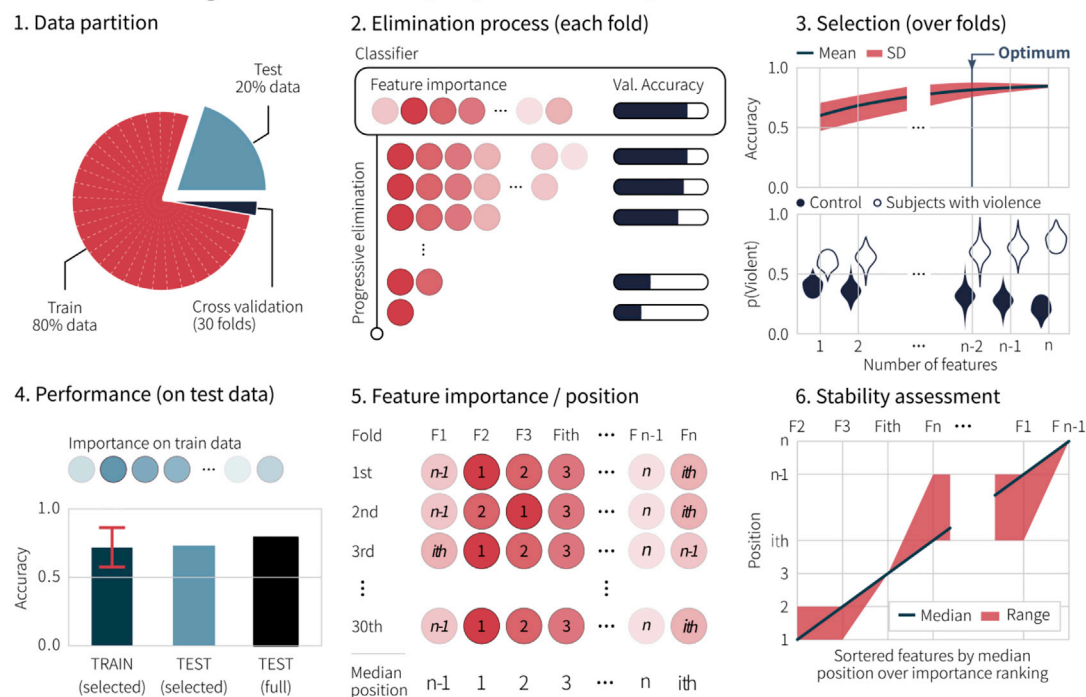 1. Data partition
Test
20% data
Train
80% data
Cross validation
(30 folds)
2. Elimination process (each fold)
Classifier
Feature importance
Val. Accuracy
...
Progressive elimination
...
⋮
3. Selection (over folds)
Mean
SD
Optimum
Accuracy
1.0
0.5
0.0
...
Control
Subjects with violence
p(Violent)
1.0
0.5
0.0
...
1 2 ... n-2 n-1 n
Number of features
4. Performance (on test data)
Importance on train data
...
Accuracy
1.0
0.5
0.0
TRAIN
(selected)
TEST
(selected)
TEST
(full)
5. Feature importance / position
Fold F1 F2 F3 Fith ... F n-1 Fn
1st n-1 1 2 3 ... n ith
2nd n-1 2 1 3 ... n ith
3rd ith 1 2 3 ... n n-1
⋮ ⋮
30th n-1 1 2 3 ... n ith
Median
position n-1 1 2 3 ... n ith
6. Stability assessment
F2 F3 Fith Fn ... F1 F n-1
Position
n
n-1
ith
3
2
1
Median
Range
Sortered features by median
position over importance ranking